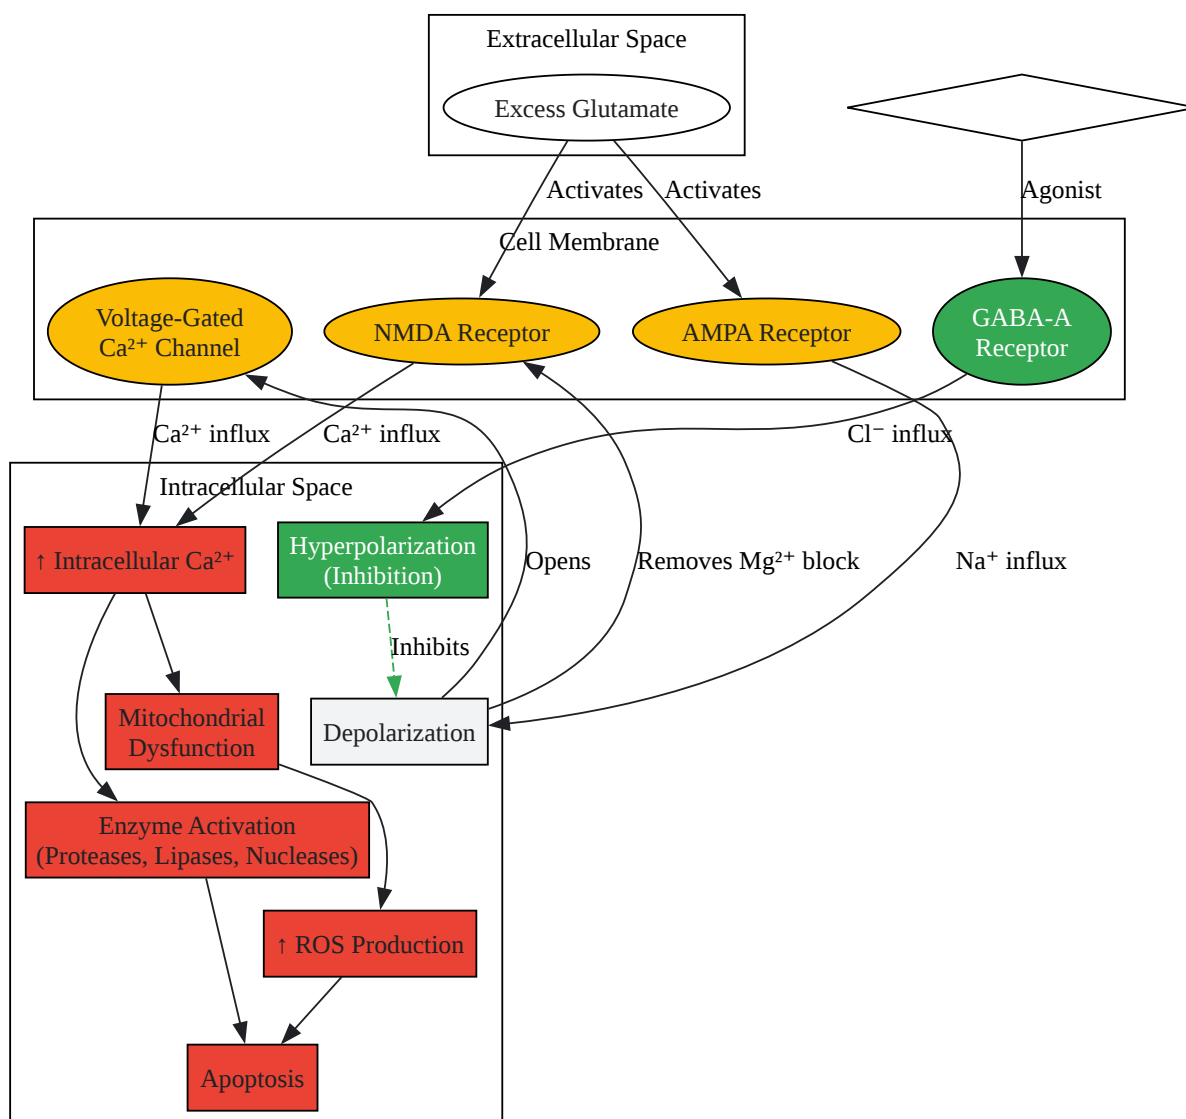 Extracellular Space
Excess Glutamate
Activates
Activates
Agonist
Cell Membrane
Voltage-Gated
Ca²⁺ Channel
NMDA Receptor
AMPA Receptor
GABA-A
Receptor
Ca²⁺ influx
Ca²⁺ influx
Cl⁻ influx
Intracellular Space
↑ Intracellular Ca²⁺
Hyperpolarization
(Inhibition)
Opens
Removes Mg²⁺ block
Na⁺ influx
Inhibits
Mitochondrial
Dysfunction
Depolarization
Enzyme Activation
(Proteases, Lipases, Nucleases)
↑ ROS Production
Apoptosis